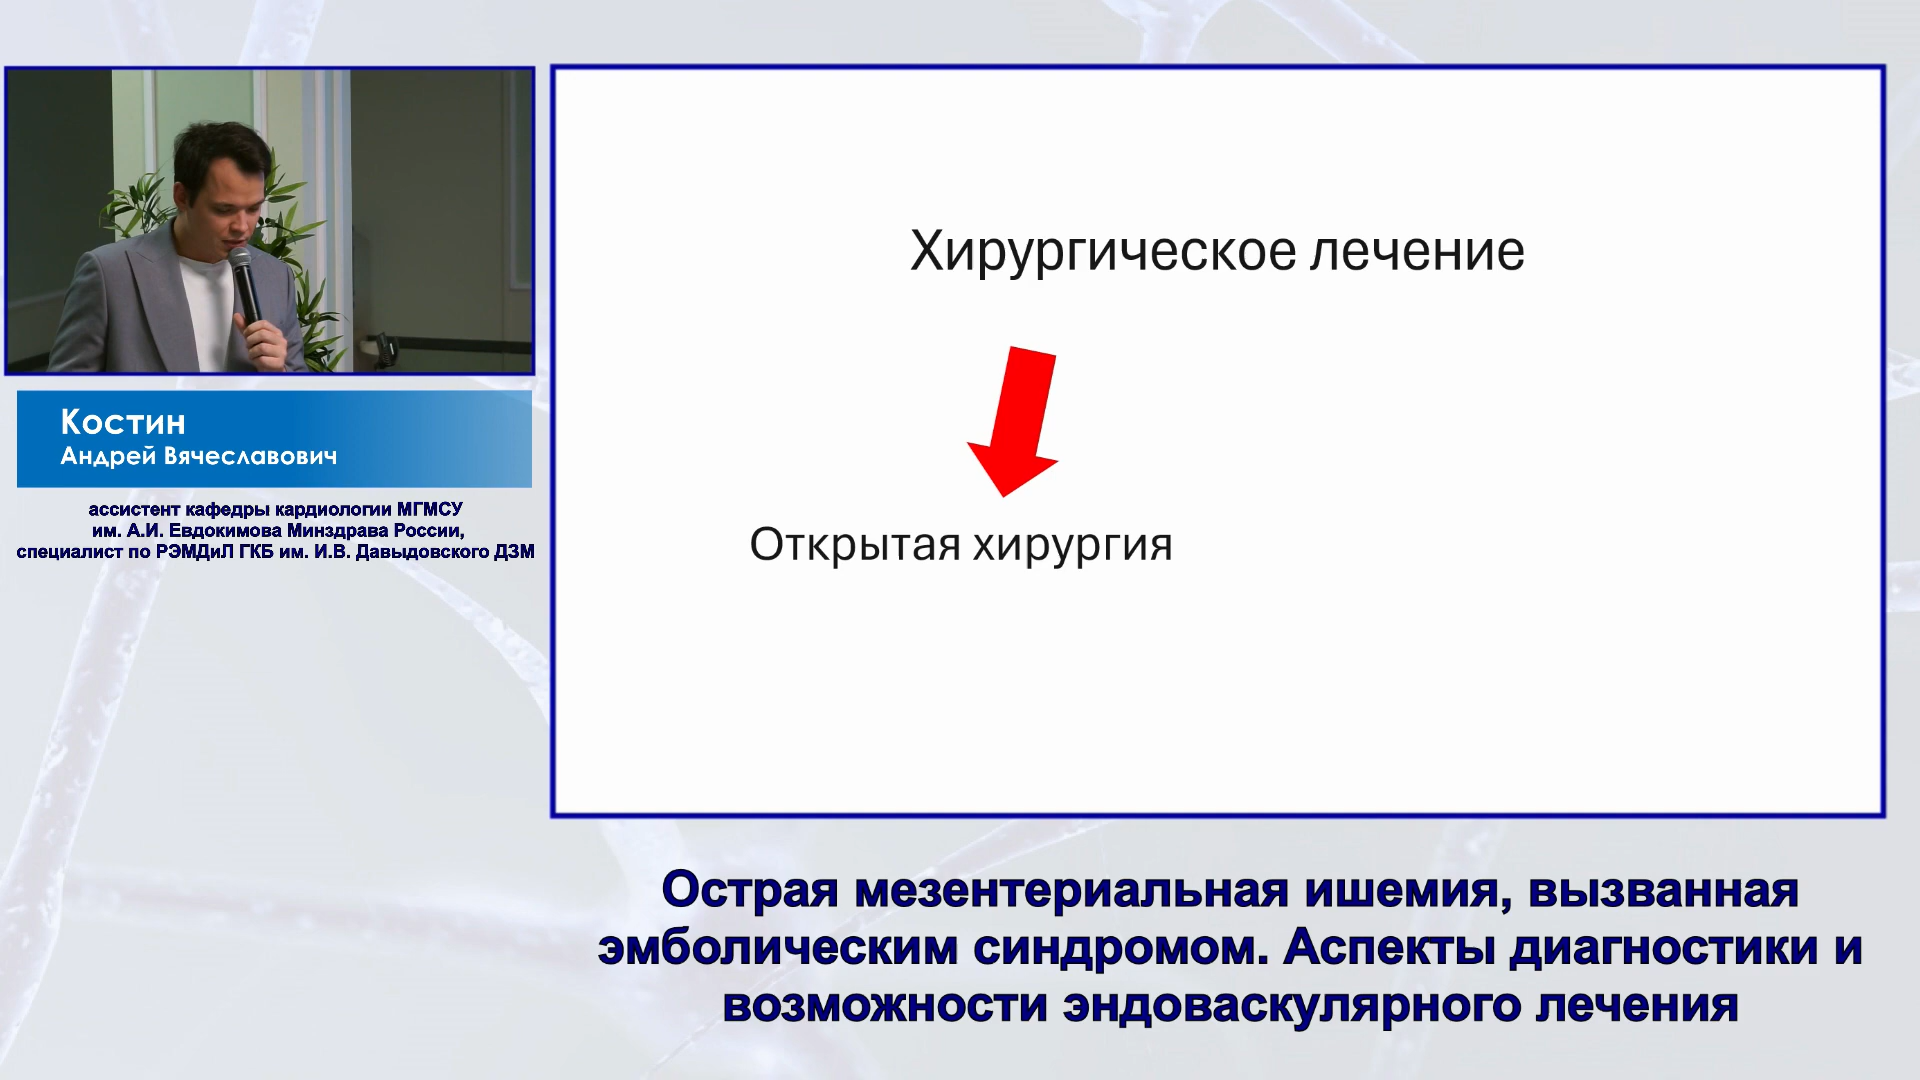 Костин
Андрей Вячеславович
ассистент кафедры кардиологии МГМСУ
им. А.И. Евдокимова Минздрава России,
специалист по РЭМДиЛ ГКБ им. И.В. Давыдовского ДЗМ
Хирургическое лечение
Открытая хирургия
Острая мезентериальная ишемия, вызванная
эмболическим синдромом. Аспекты диагностики и
возможности эндоваскулярного лечения